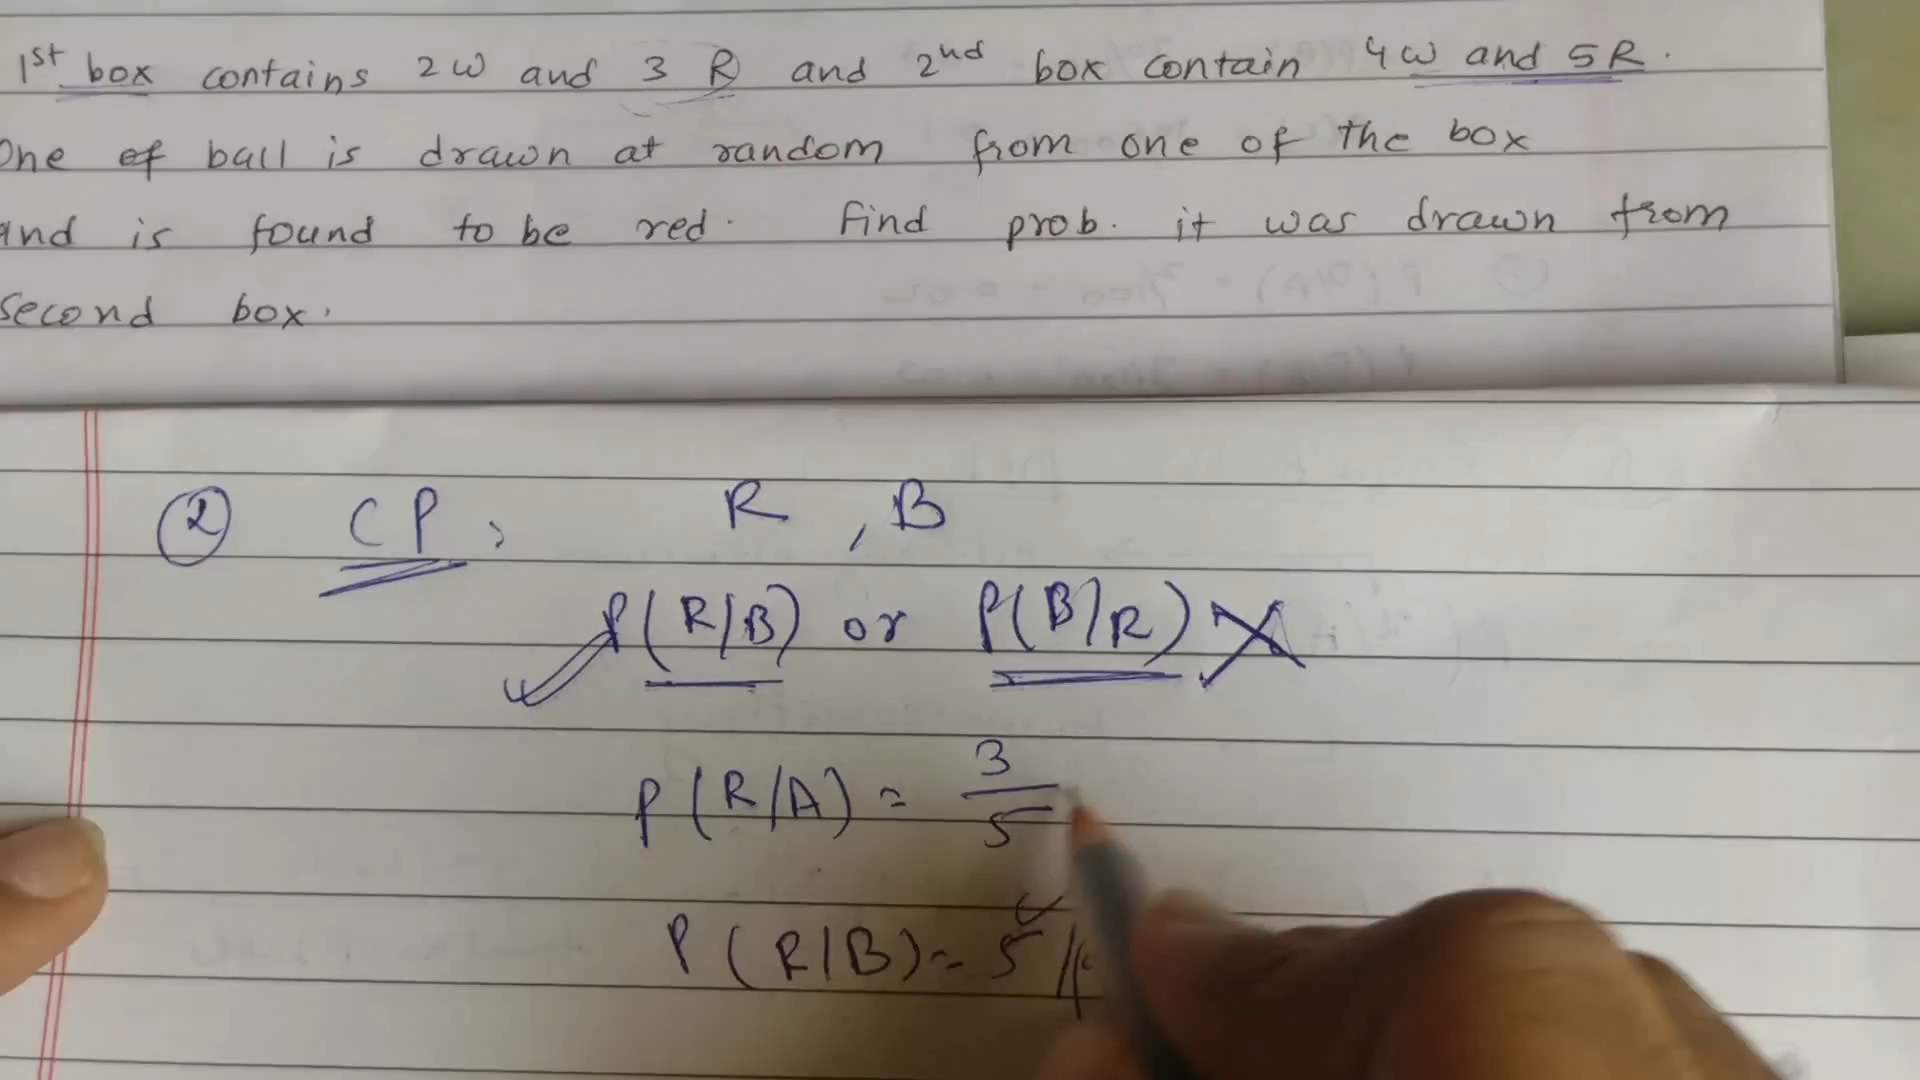 1st box contains 2W and 3 R and 2nd box contain 4W and 5R.
One of ball is drawn at random from one of the box
and is found to be red. Find prob. it was drawn from
second box.
② CP, R, B
P(R/B) or P(B/R) X
P(R/A) = 3/5
P(R/B) = 5/